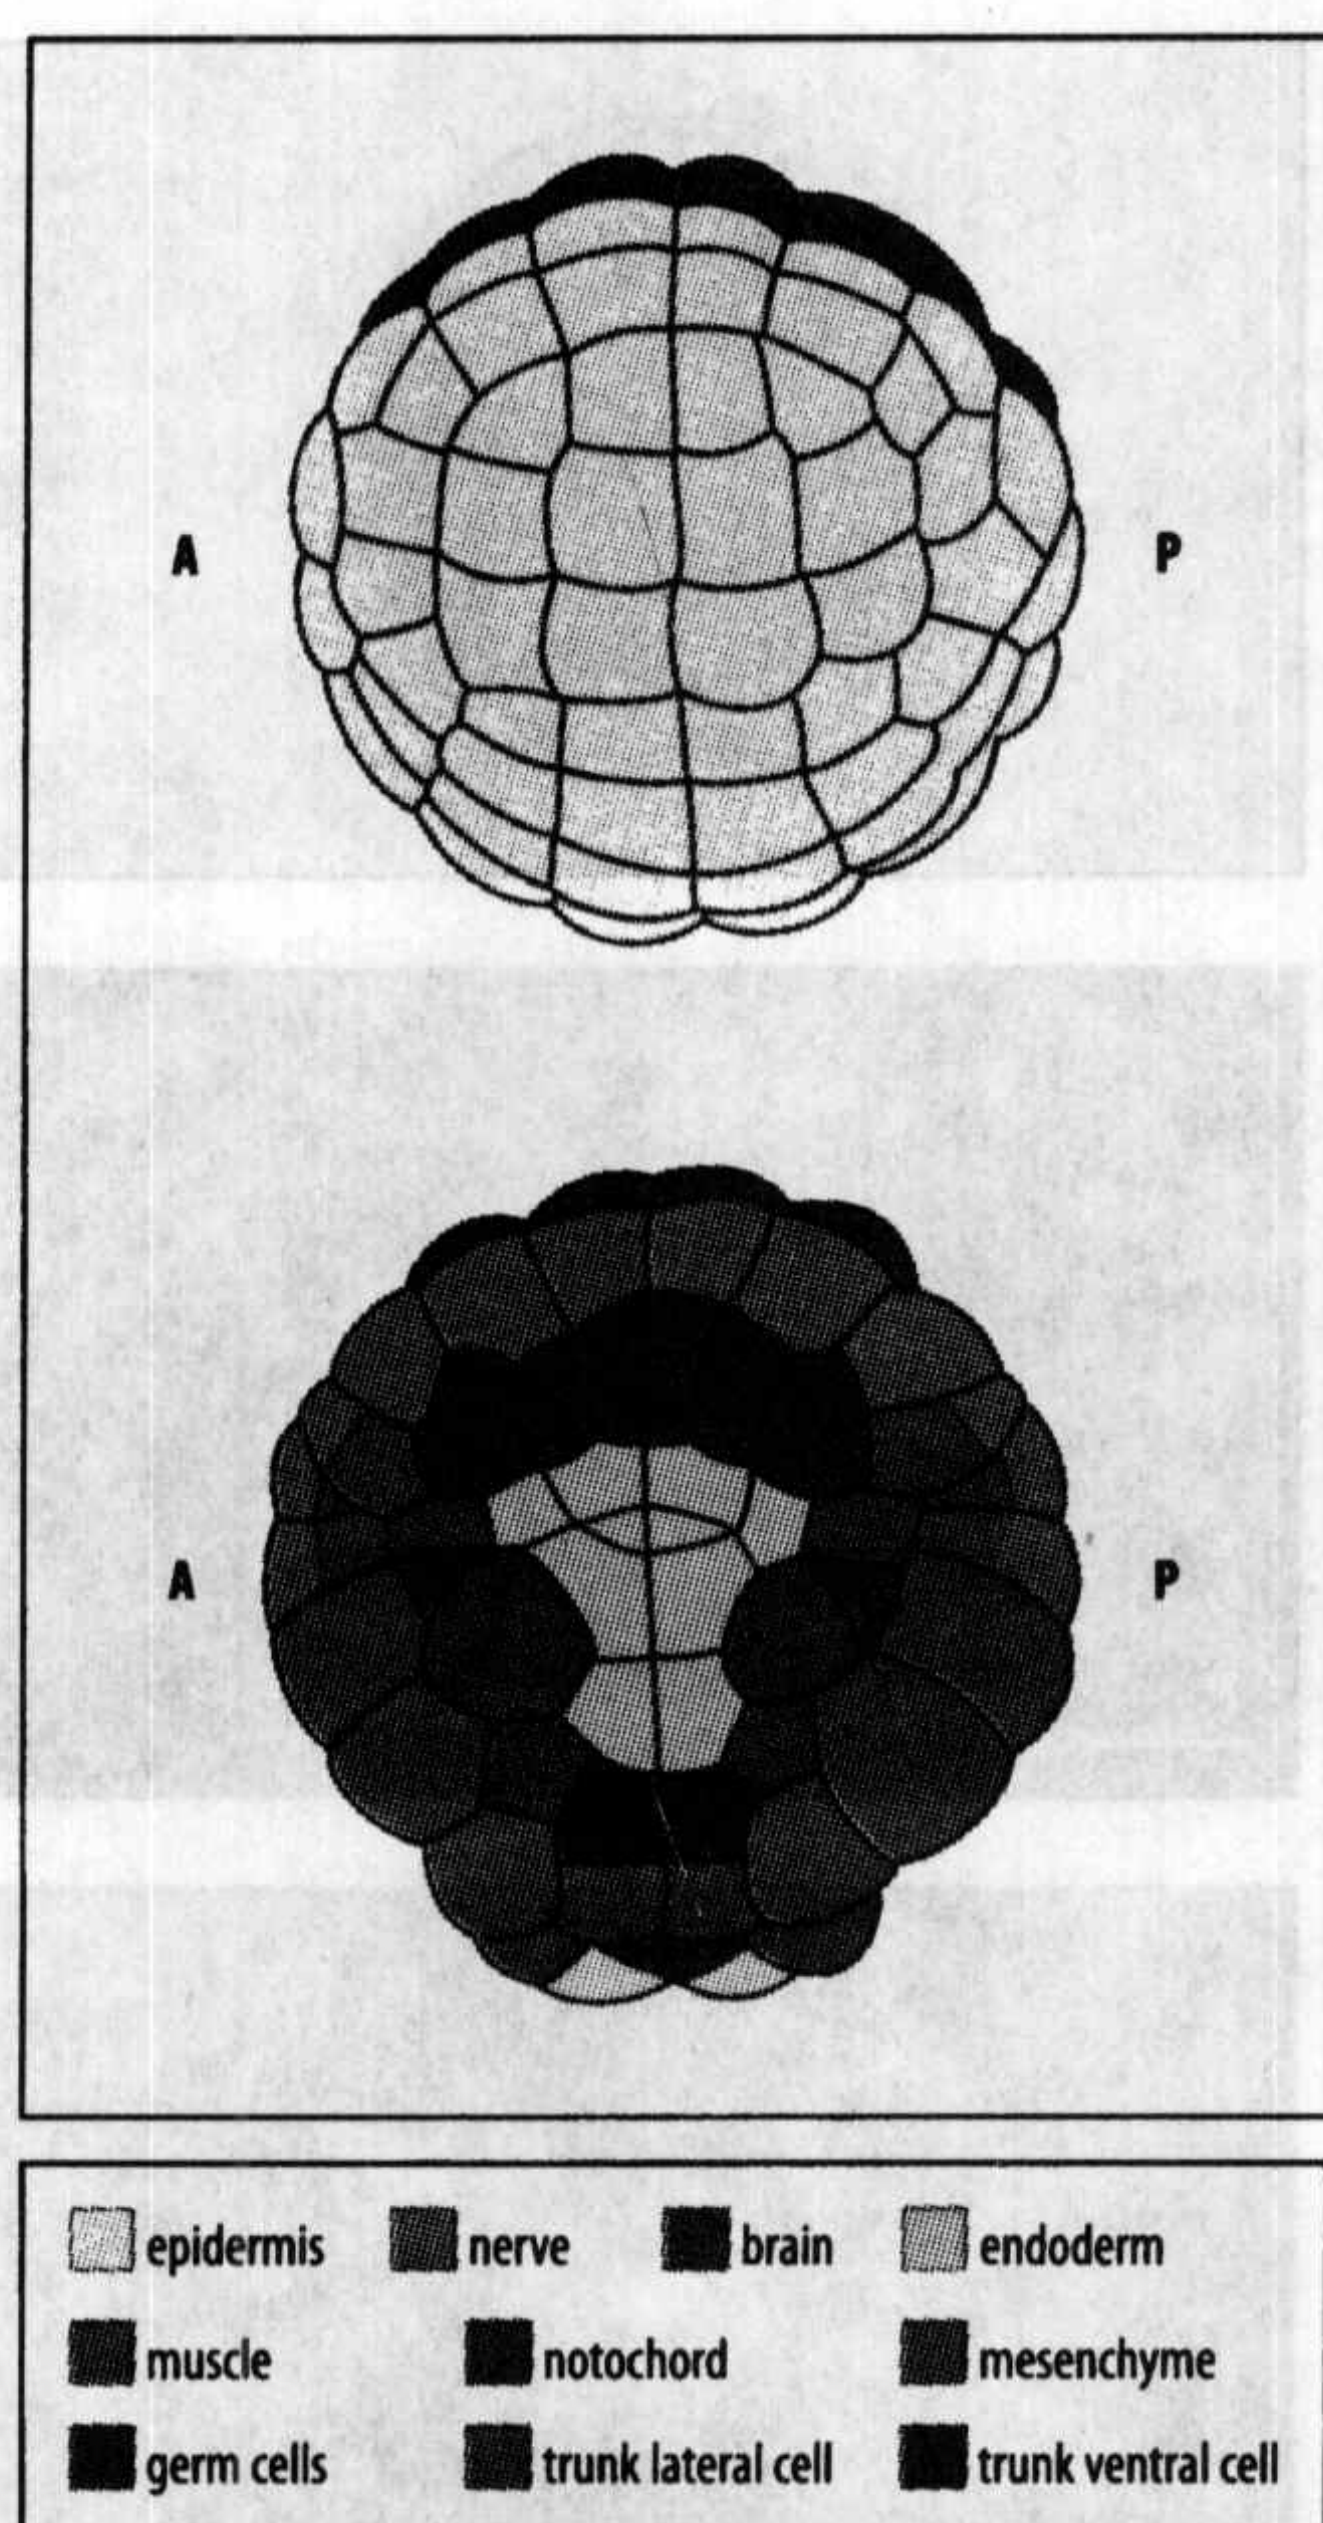 A P
A P
epidermis nerve brain endoderm
muscle notochord mesenchyme
germ cells trunk lateral cell trunk ventral cell